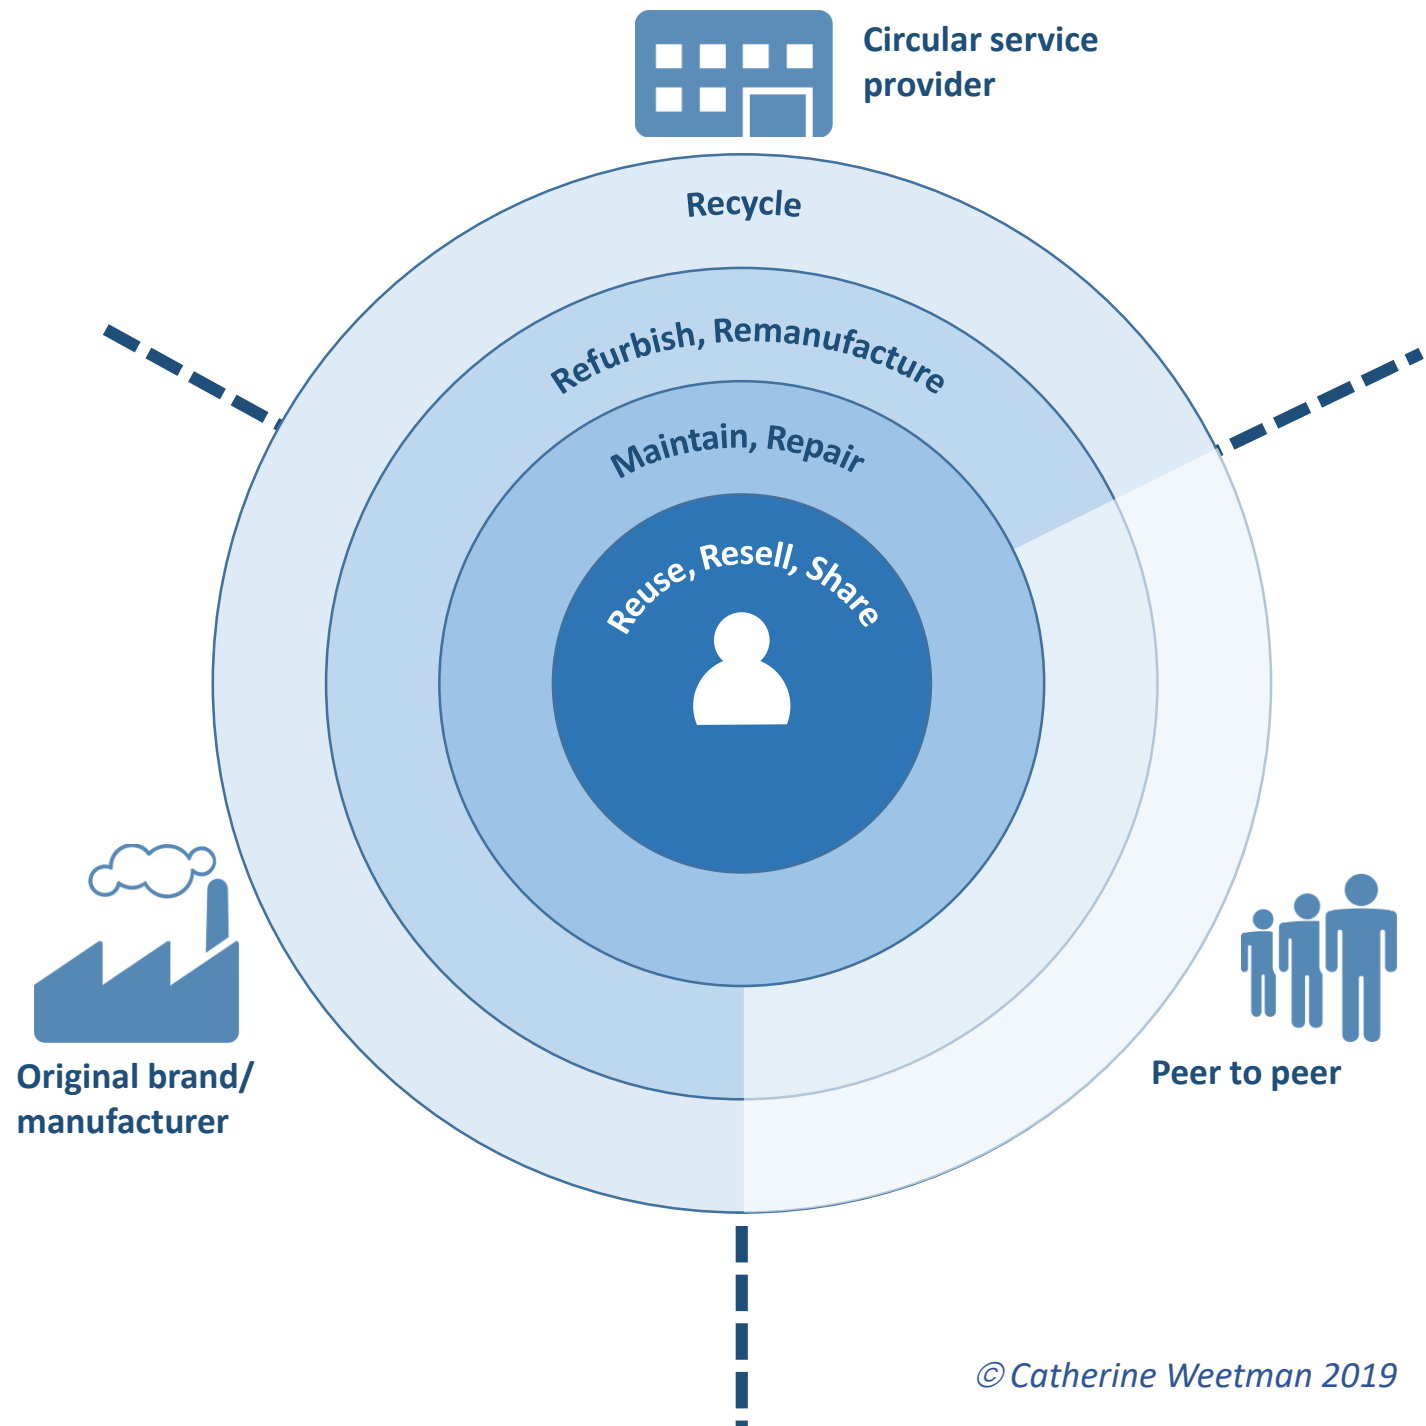 Circular service
provider
Recycle
Refurbish, Remanufacture
Maintain, Repair
Reuse, Resell, Share
Original brand/
manufacturer
Peer to peer
© Catherine Weetman 2019